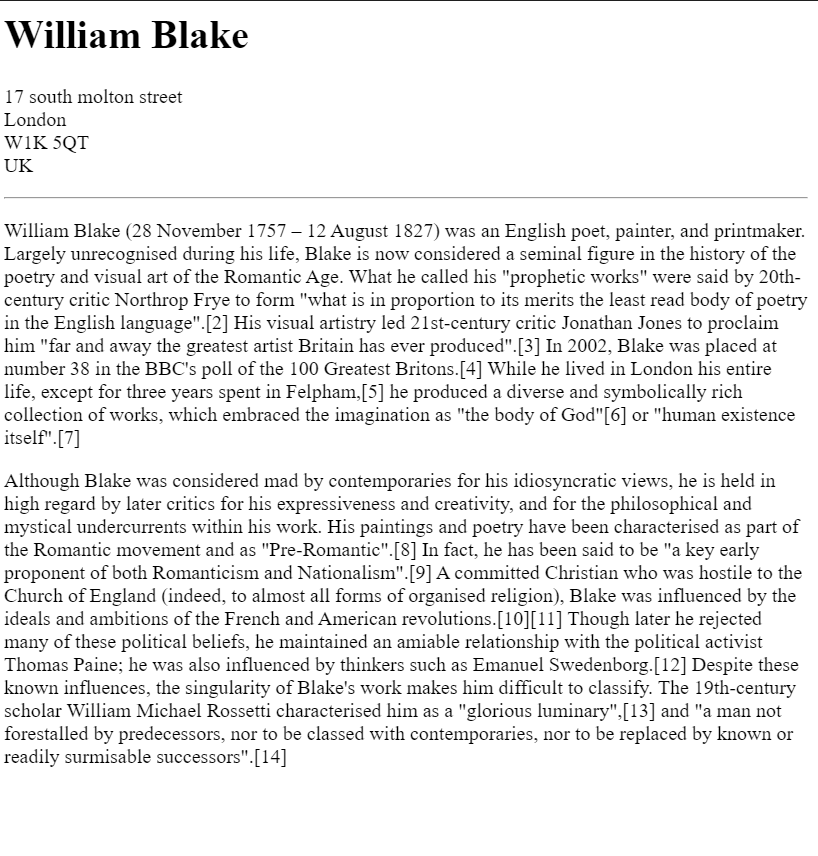 William Blake
17 south molton street
London
W1K 5QT
UK
William Blake (28 November 1757 – 12 August 1827) was an English poet, painter, and printmaker.
Largely unrecognised during his life, Blake is now considered a seminal figure in the history of the
poetry and visual art of the Romantic Age. What he called his "prophetic works" were said by 20th-
century critic Northrop Frye to form "what is in proportion to its merits the least read body of poetry
in the English language".[2] His visual artistry led 21st-century critic Jonathan Jones to proclaim
him "far and away the greatest artist Britain has ever produced".[3] In 2002, Blake was placed at
number 38 in the BBC's poll of the 100 Greatest Britons.[4] While he lived in London his entire
life, except for three years spent in Felpham,[5] he produced a diverse and symbolically rich
collection of works, which embraced the imagination as "the body of God"[6] or "human existence
itself".[7]
Although Blake was considered mad by contemporaries for his idiosyncratic views, he is held in
high regard by later critics for his expressiveness and creativity, and for the philosophical and
mystical undercurrents within his work. His paintings and poetry have been characterised as part of
the Romantic movement and as "Pre-Romantic".[8] In fact, he has been said to be "a key early
proponent of both Romanticism and Nationalism".[9] A committed Christian who was hostile to the
Church of England (indeed, to almost all forms of organised religion), Blake was influenced by the
ideals and ambitions of the French and American revolutions.[10][11] Though later he rejected
many of these political beliefs, he maintained an amiable relationship with the political activist
Thomas Paine; he was also influenced by thinkers such as Emanuel Swedenborg.[12] Despite these
known influences, the singularity of Blake's work makes him difficult to classify. The 19th-century
scholar William Michael Rossetti characterised him as a "glorious luminary",[13] and "a man not
forestalled by predecessors, nor to be classed with contemporaries, nor to be replaced by known or
readily surmisable successors".[14]